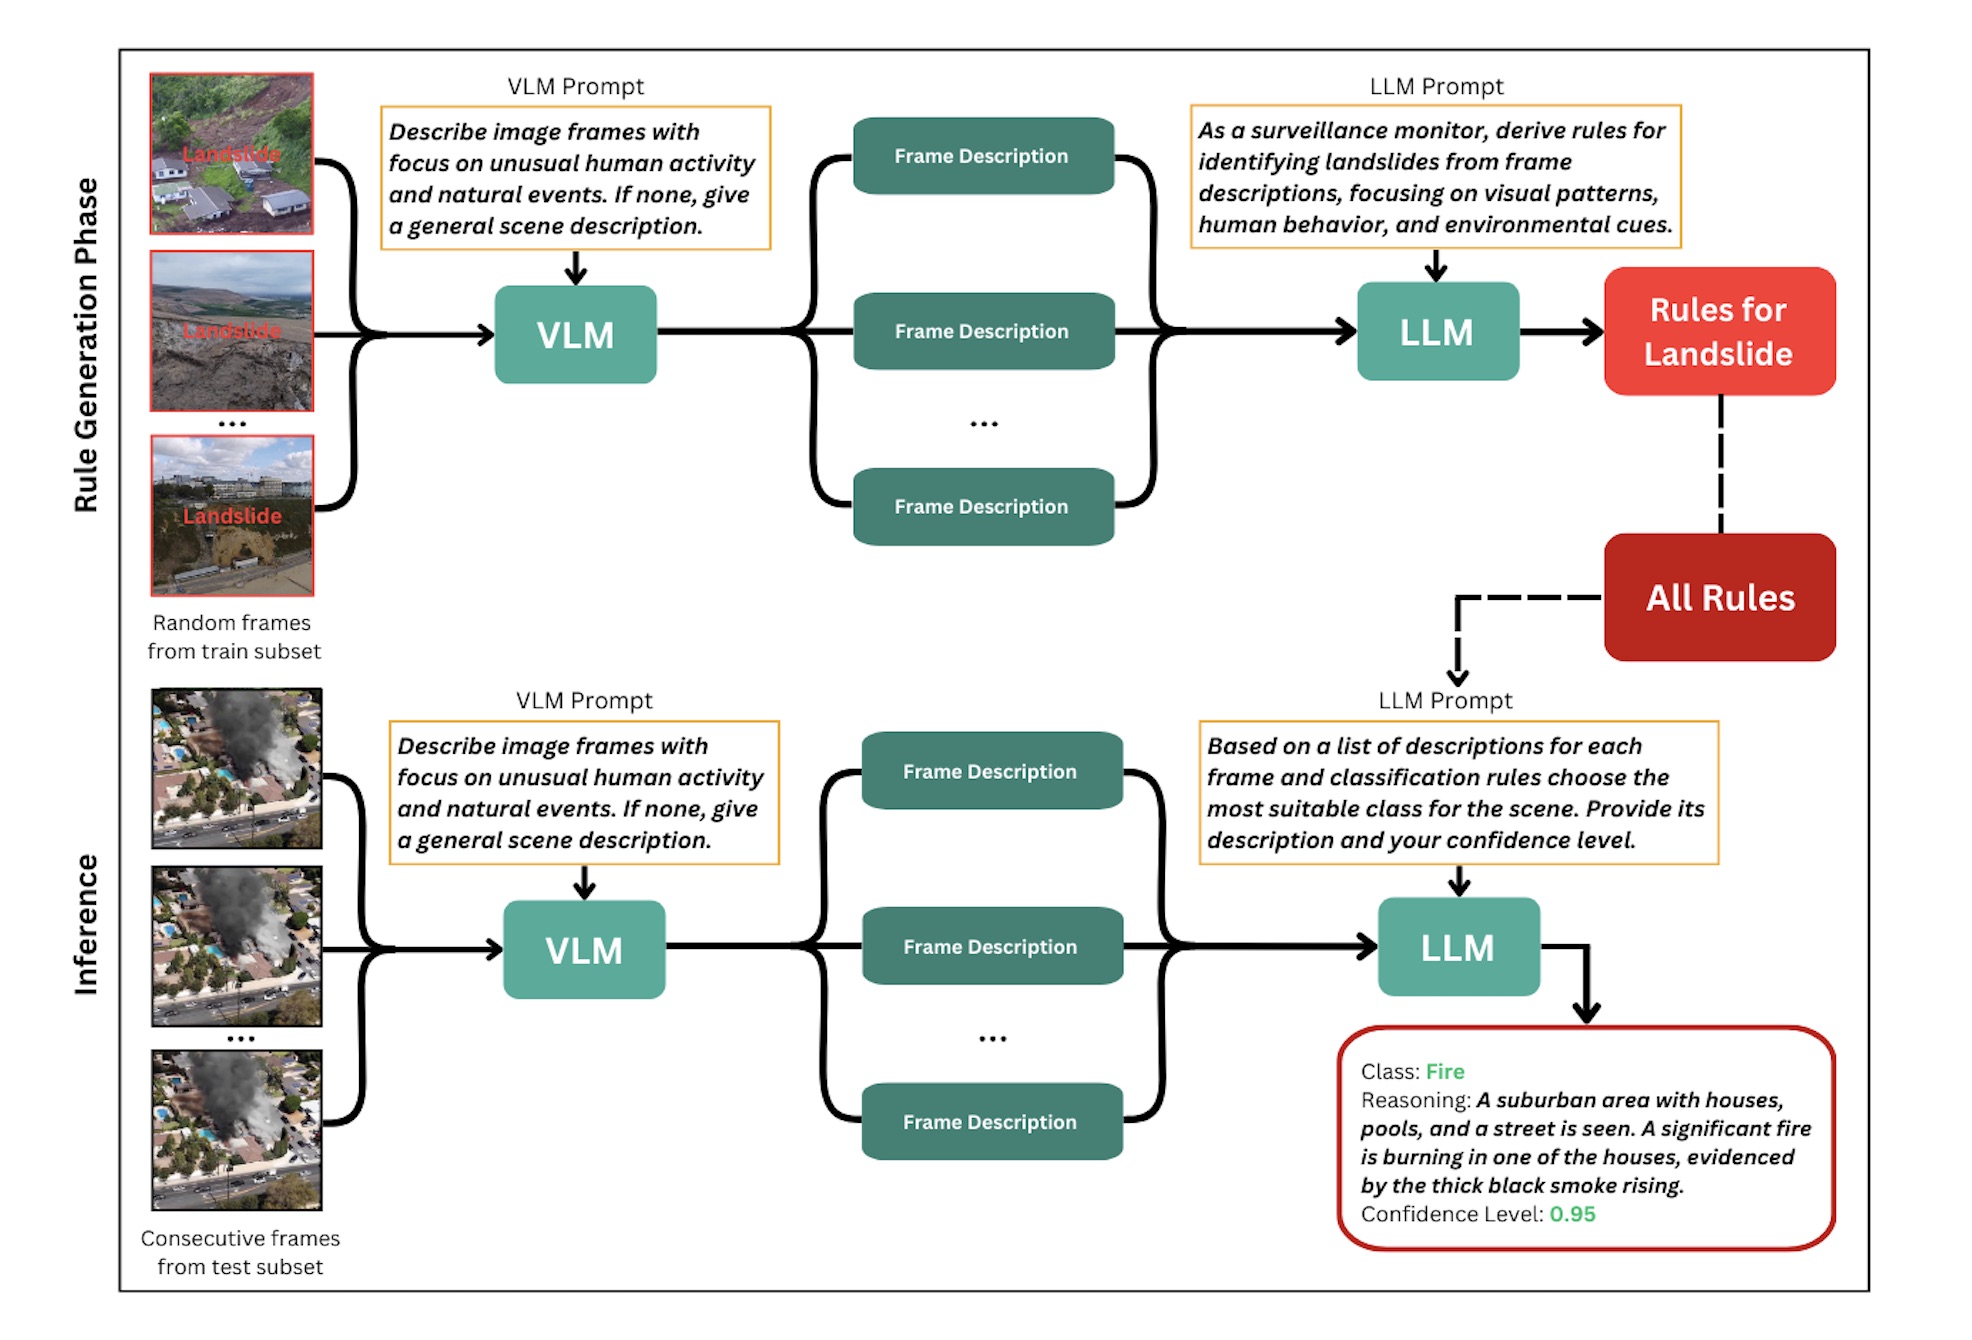 Rule Generation Phase
Landslide
Landslide
...
Landslide
Random frames
from train subset
VLM Prompt
Describe image frames with
focus on unusual human activity
and natural events. If none, give
a general scene description.
VLM
Frame Description
Frame Description
...
Frame Description
LLM Prompt
As a surveillance monitor, derive rules for
identifying landslides from frame
descriptions, focusing on visual patterns,
human behavior, and environmental cues.
LLM
Rules for
Landslide
All Rules
Inference
...
Consecutive frames
from test subset
VLM Prompt
Describe image frames with
focus on unusual human activity
and natural events. If none, give
a general scene description.
VLM
Frame Description
Frame Description
...
Frame Description
LLM Prompt
Based on a list of descriptions for each
frame and classification rules choose the
most suitable class for the scene. Provide its
description and your confidence level.
LLM
Class: Fire
Reasoning: A suburban area with houses,
pools, and a street is seen. A significant fire
is burning in one of the houses, evidenced
by the thick black smoke rising.
Confidence Level: 0.95